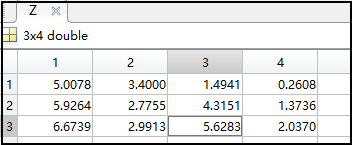 Z ×
3x4 double
1 2 3 4
1 5.0078 3.4000 1.4941 0.2608
2 5.9264 2.7755 4.3151 1.3736
3 6.6739 2.9913 5.6283 2.0370